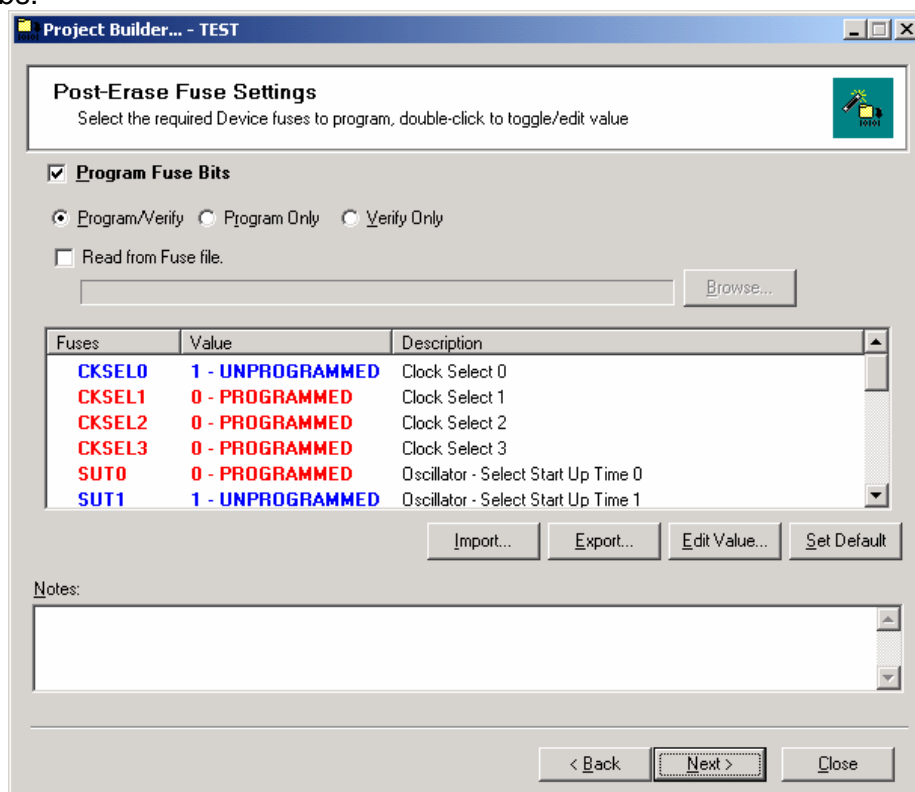 Project Builder... - TEST
Post-Erase Fuse Settings
Select the required Device fuses to program, double-click to toggle/edit value
Program Fuse Bits
Program/Verify Program Only Verify Only
Read from Fuse file.
Browse...
Fuses Value Description
CKSEL0 1 - UNPROGRAMMED Clock Select 0
CKSEL1 0 - PROGRAMMED Clock Select 1
CKSEL2 0 - PROGRAMMED Clock Select 2
CKSEL3 0 - PROGRAMMED Clock Select 3
SUT0 0 - PROGRAMMED Oscillator - Select Start Up Time 0
SUT1 1 - UNPROGRAMMED Oscillator - Select Start Up Time 1
Import... Export... Edit Value... Set Default
Notes:
< Back Next > Close